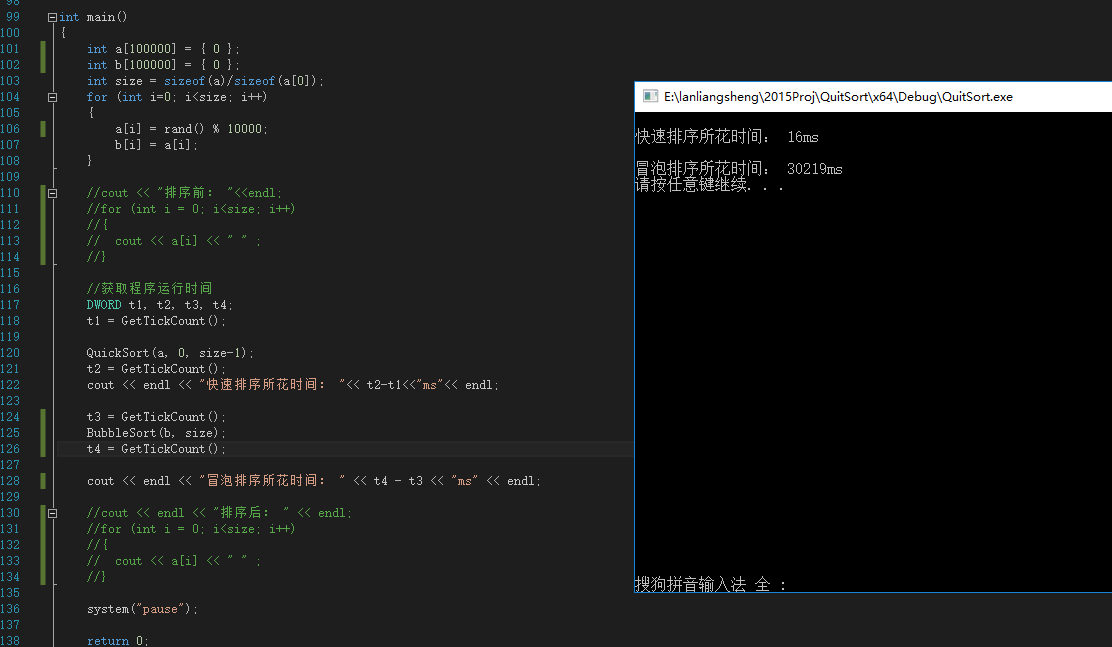 98
99 int main()
100 {
101 int a[100000] = { 0 };
102 int b[100000] = { 0 };
103 int size = sizeof(a)/sizeof(a[0]);
104 for (int i=0; i<size; i++)
105 {
106 a[i] = rand() % 10000;
107 b[i] = a[i];
108 }
109
110 //cout << "排序前: "<<endl;
111 //for (int i = 0; i<size; i++)
112 //{
113 // cout << a[i] << " " ;
114 //}
115
116 //获取程序运行时间
117 DWORD t1, t2, t3, t4;
118 t1 = GetTickCount();
119
120 QuickSort(a, 0, size-1);
121 t2 = GetTickCount();
122 cout << endl << "快速排序所花时间: "<< t2-t1<<"ms"<< endl;
123
124 t3 = GetTickCount();
125 BubbleSort(b, size);
126 t4 = GetTickCount();
127
128 cout << endl << "冒泡排序所花时间: " << t4 - t3 << "ms" << endl;
129
130 //cout << endl << "排序后: " << endl;
131 //for (int i = 0; i<size; i++)
132 //{
133 // cout << a[i] << " " ;
134 //}
135
136 system("pause");
137
138 return 0;
E:\lanliangsheng\2015Proj\QuitSort\x64\Debug\QuitSort.exe
快速排序所花时间: 16ms
冒泡排序所花时间: 30219ms
请按任意键继续. . .
搜狗拼音输入法 全 :